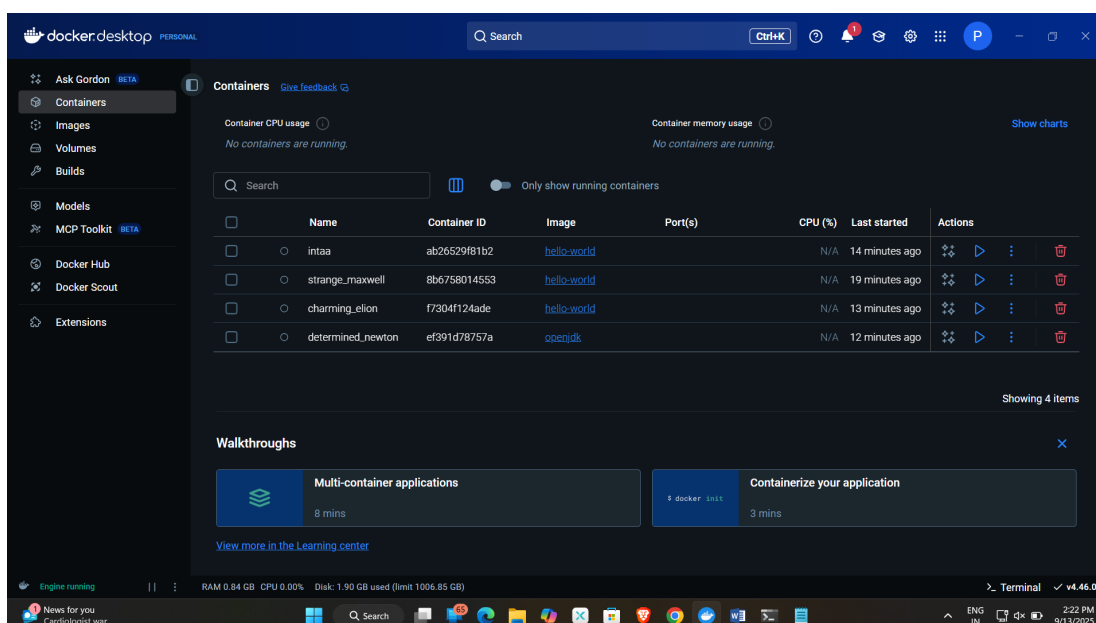 docker.desktop PERSONAL
Search Ctrl+K
1
P
Ask Gordon BETA
Containers
Images
Volumes
Builds
Models
MCP Toolkit BETA
Docker Hub
Docker Scout
Extensions
Containers Give feedback
Container CPU usage
No containers are running.
Container memory usage
No containers are running.
Show charts
Search
Only show running containers
Name Container ID Image Port(s) CPU (%) Last started Actions
intaa ab26529f81b2 hello-world N/A 14 minutes ago
strange_maxwell 8b6758014553 hello-world N/A 19 minutes ago
charming_elion f7304f124ade hello-world N/A 13 minutes ago
determined_newton ef391d78757a openjdk N/A 12 minutes ago
Showing 4 items
Walkthroughs
Multi-container applications
8 mins
$ docker init
Containerize your application
3 mins
View more in the Learning center
Engine running
RAM 0.84 GB CPU 0.00% Disk: 1.90 GB used (limit 1006.85 GB)
>_ Terminal
v4.46.0
1
News for you
Cardiologist war
Search
65
ENG
IN
2:22 PM
9/13/2025